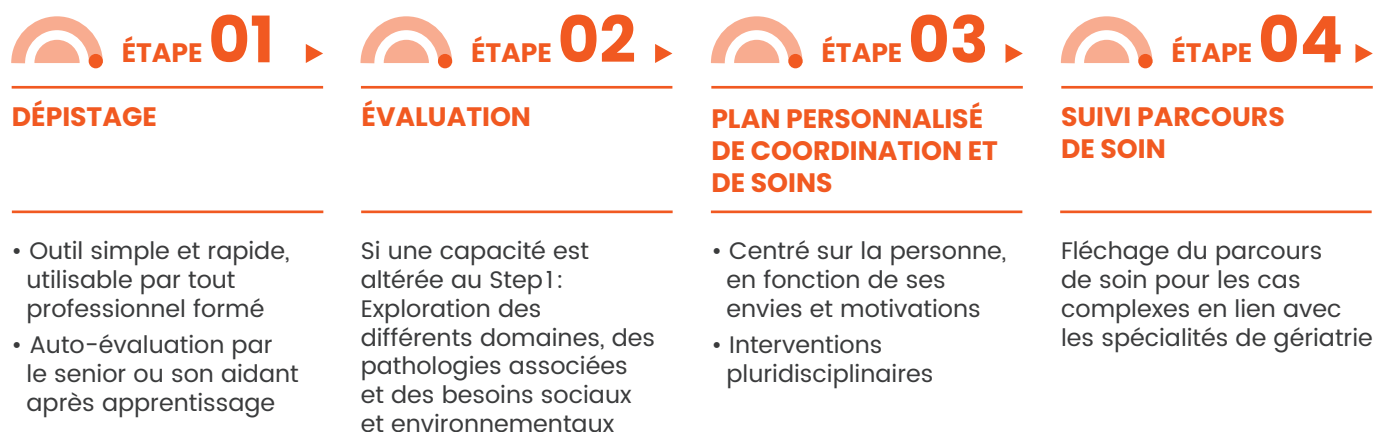 ÉTAPE 01
DÉPISTAGE
• Outil simple et rapide,
utilisable par tout
professionnel formé
• Auto-évaluation par
le senior ou son aidant
après apprentissage
ÉTAPE 02
ÉVALUATION
Si une capacité est
altérée au Step1 :
Exploration des
différents domaines, des
pathologies associées
et des besoins sociaux
et environnementaux
ÉTAPE 03
PLAN PERSONNALISÉ
DE COORDINATION ET
DE SOINS
• Centré sur la personne,
en fonction de ses
envies et motivations
• Interventions
pluridisciplinaires
ÉTAPE 04
SUIVI PARCOURS
DE SOIN
Fléchage du parcours
de soin pour les cas
complexes en lien avec
les spécialités de gériatrie